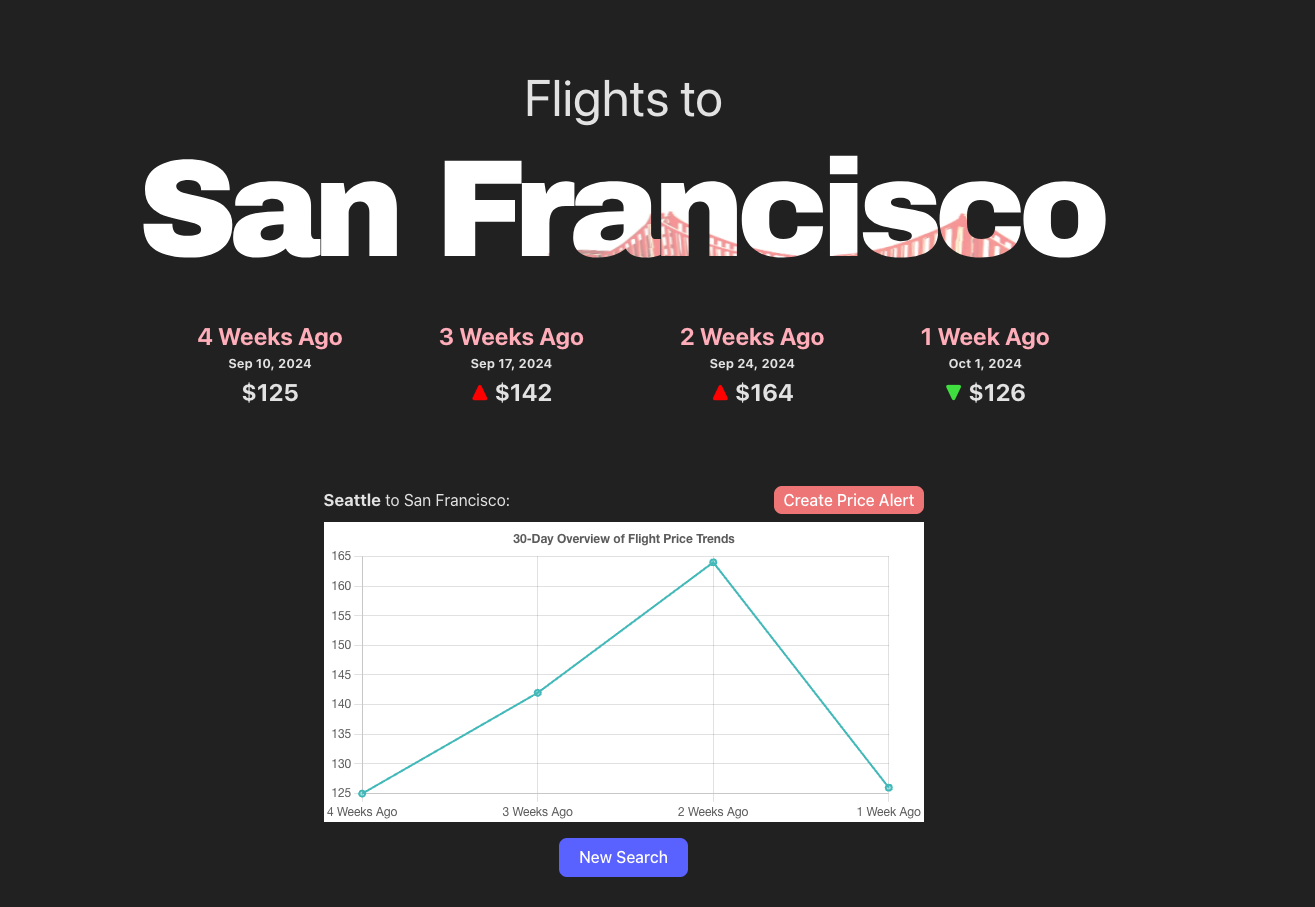 Flights to
San Francisco
4 Weeks Ago
Sep 10, 2024
$125
3 Weeks Ago
Sep 17, 2024
$142
2 Weeks Ago
Sep 24, 2024
$164
1 Week Ago
Oct 1, 2024
$126
Seattle to San Francisco:
Create Price Alert
30-Day Overview of Flight Price Trends
165
160
155
150
145
140
135
130
125
4 Weeks Ago
3 Weeks Ago
2 Weeks Ago
1 Week Ago
New Search